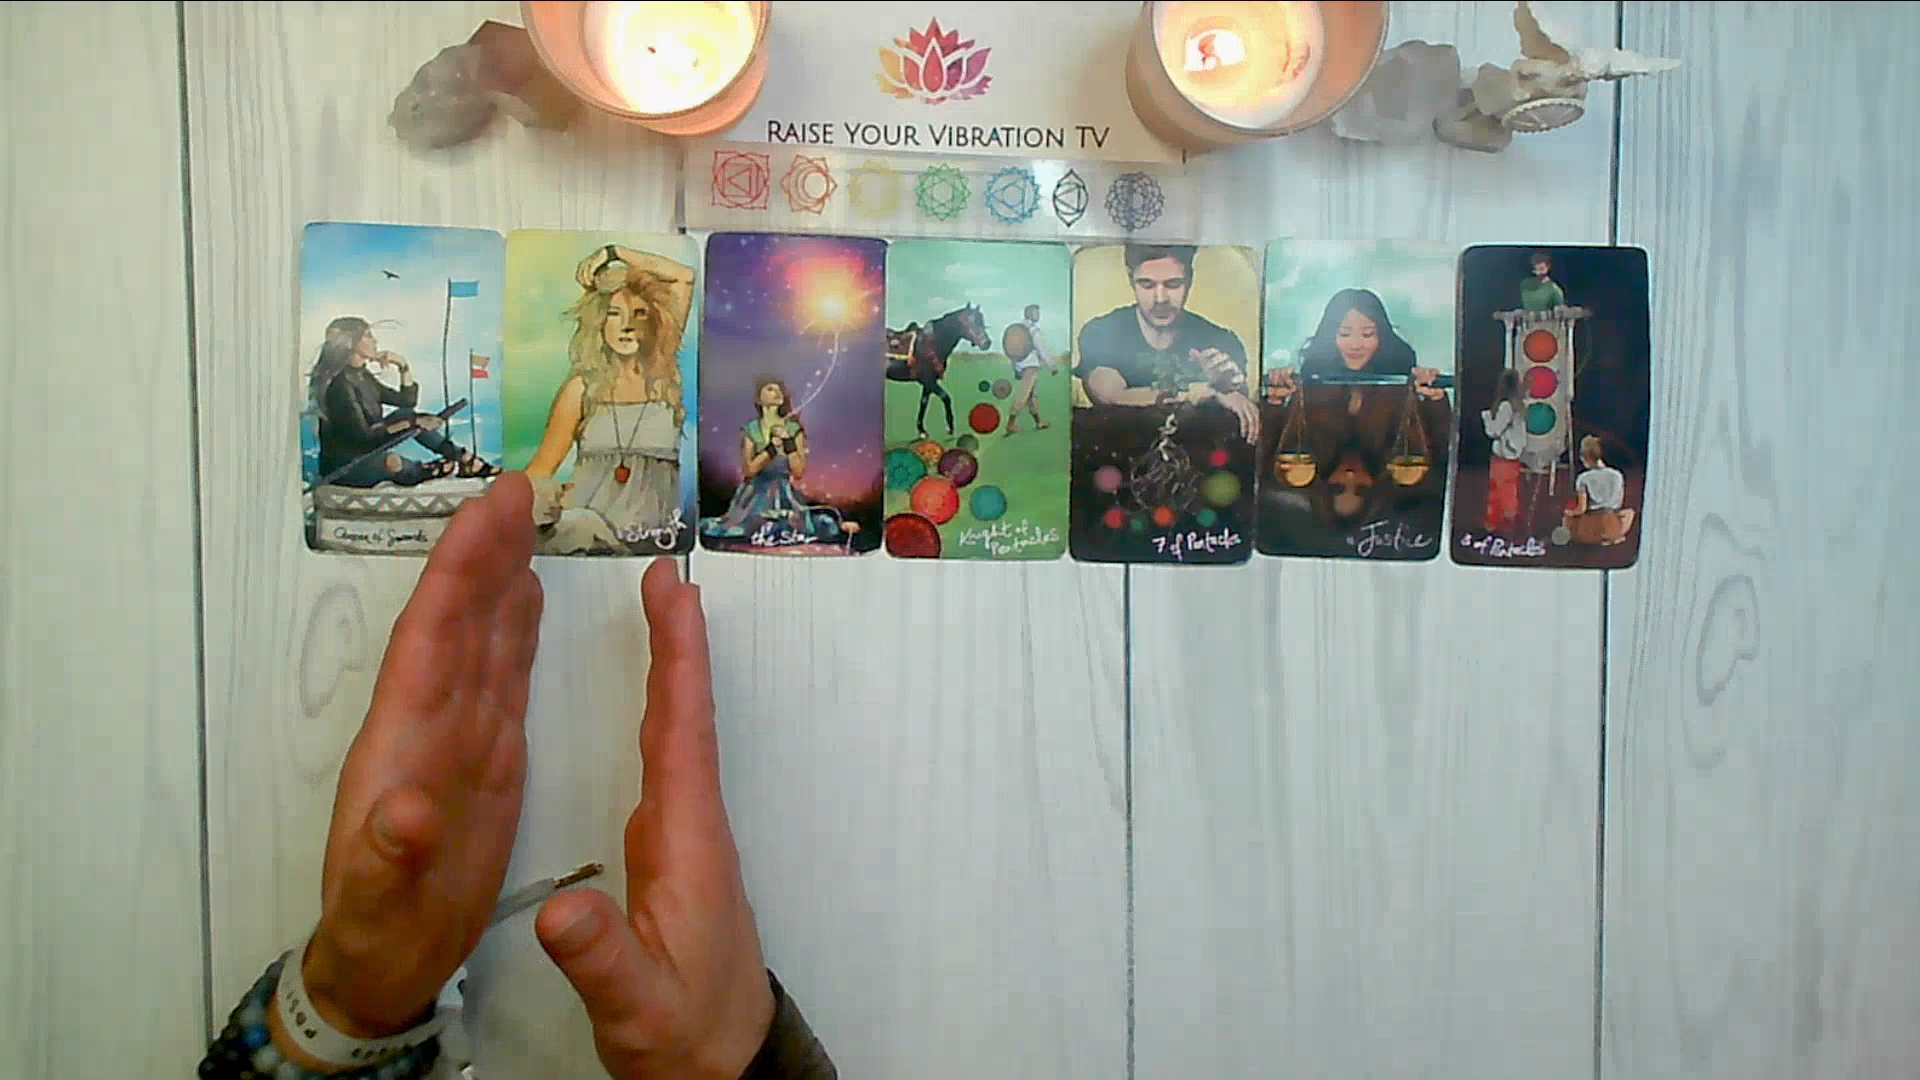 RAISE YOUR VIBRATION TV
Queen of Swords
Strength
the Star
Knight of
Pentacles
7 of Pentacles
Justice
3 of Pentacles